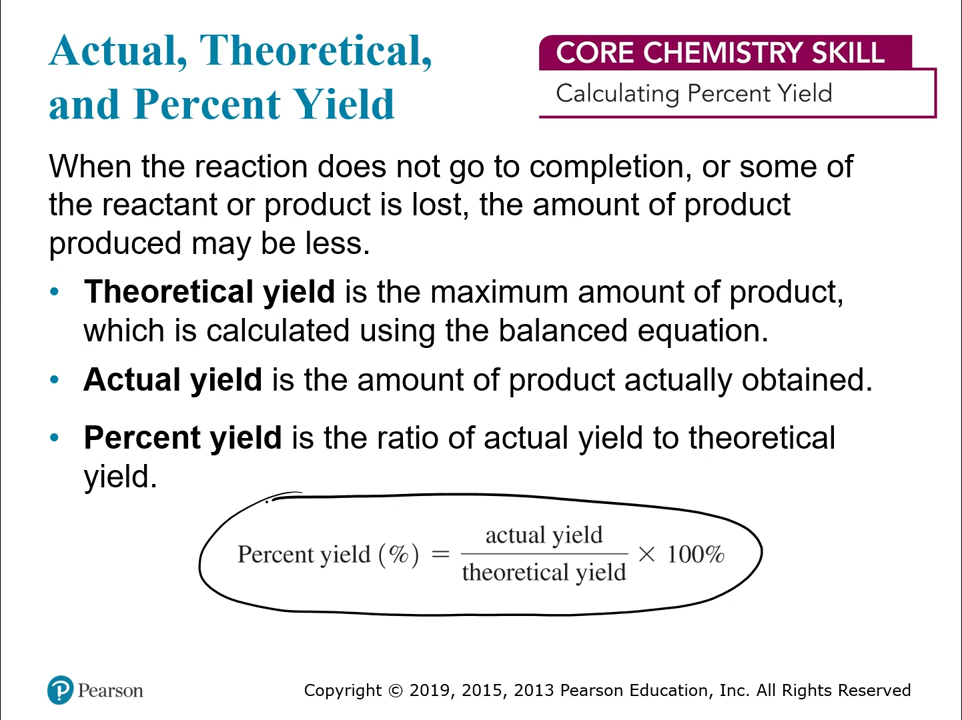 Actual, Theoretical,
and Percent Yield
CORE CHEMISTRY SKILL
Calculating Percent Yield
When the reaction does not go to completion, or some of
the reactant or product is lost, the amount of product
produced may be less.
• Theoretical yield is the maximum amount of product,
which is calculated using the balanced equation.
• Actual yield is the amount of product actually obtained.
• Percent yield is the ratio of actual yield to theoretical
yield.
Percent yield (%) = actual yield / theoretical yield × 100%
Pearson
Copyright © 2019, 2015, 2013 Pearson Education, Inc. All Rights Reserved